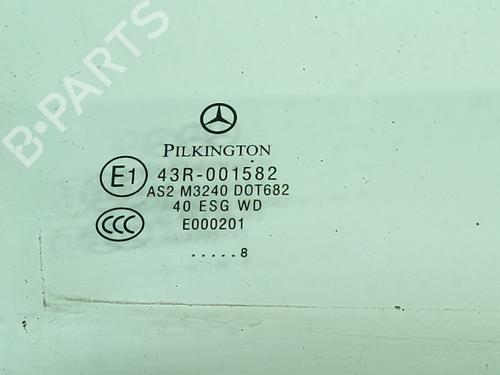 B-PARTS
PILKINGTON
E1 43R-001582
AS2 M3240 DOT682
40 ESG WD
CCC E000201
.....8